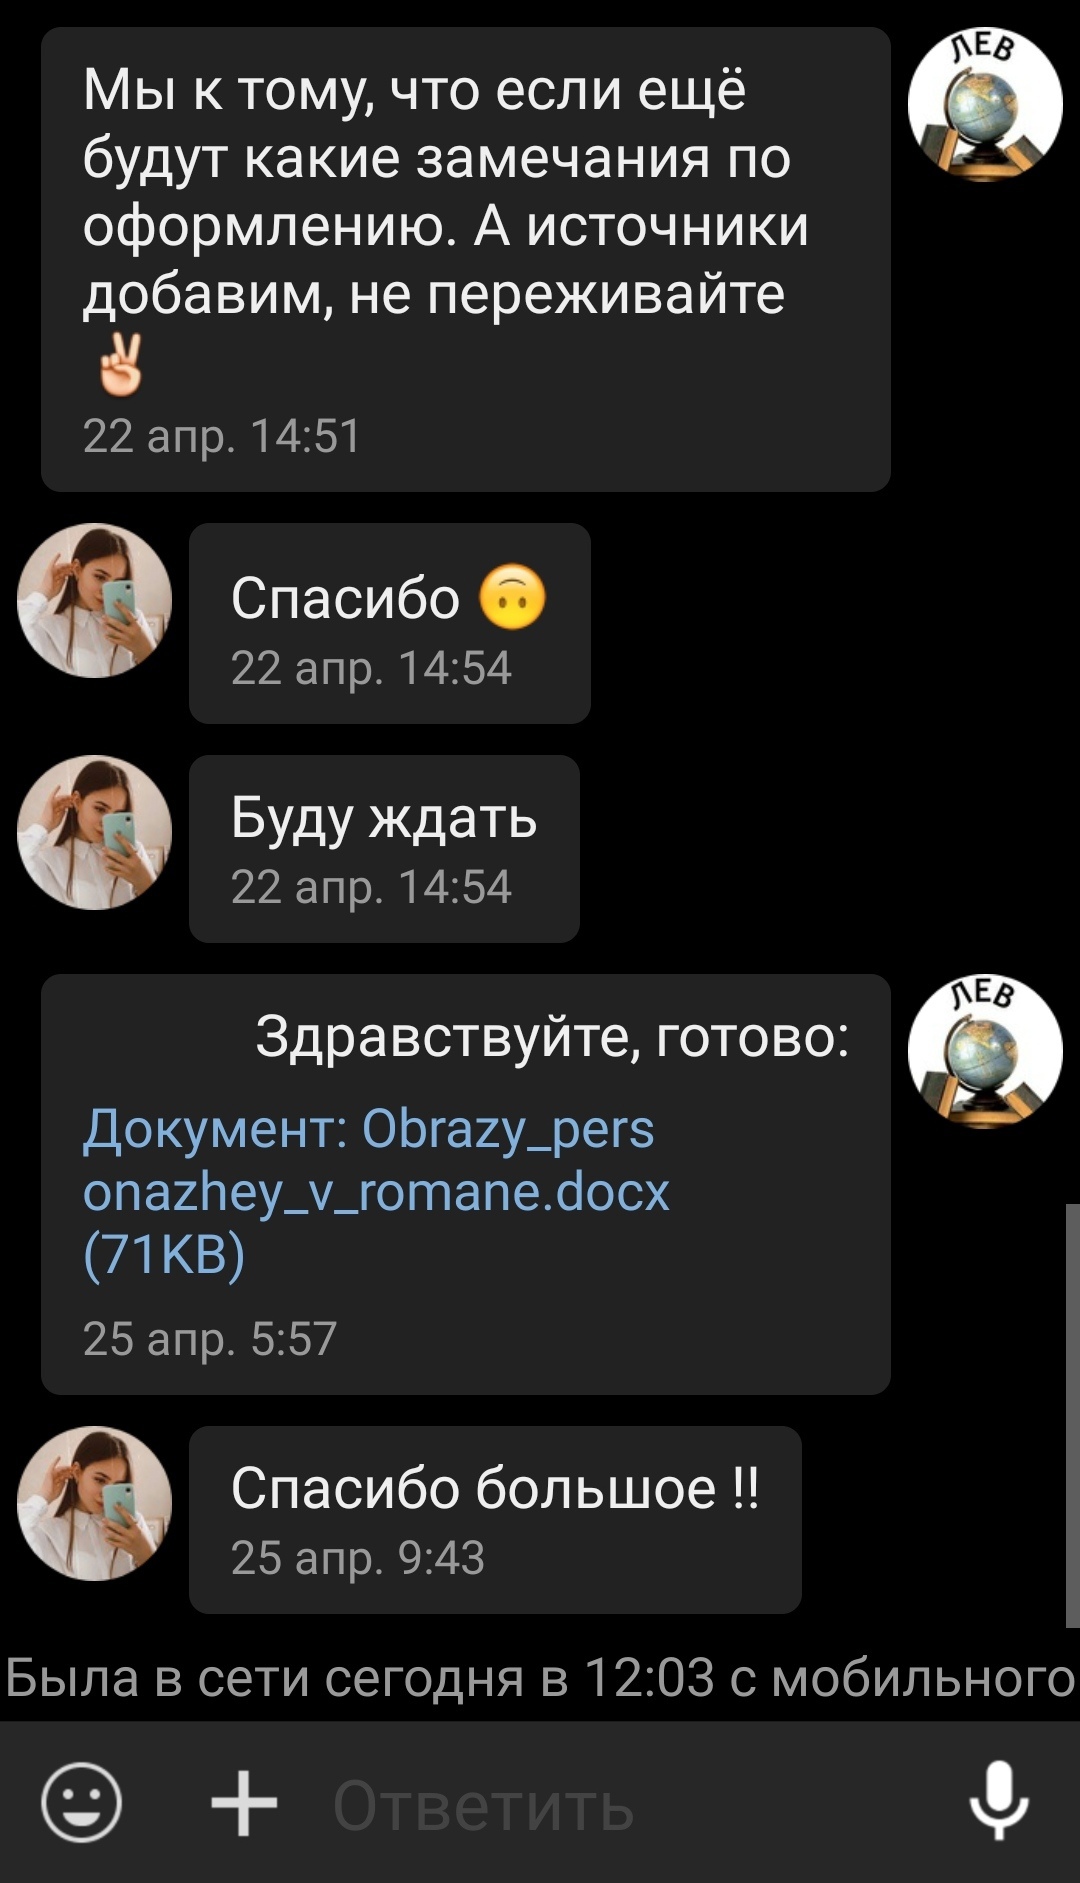 ЛЕВ
Мы к тому, что если ещё
будут какие замечания по
оформлению. А источники
добавим, не переживайте
✌🏻
22 апр. 14:51
Спасибо 🙃
22 апр. 14:54
Буду ждать
22 апр. 14:54
ЛЕВ
Здравствуйте, готово:
Документ: Obrazy_pers
onazhey_v_romane.docx
(71KB)
25 апр. 5:57
Спасибо большое !!
25 апр. 9:43
Была в сети сегодня в 12:03 с мобильного
Ответить